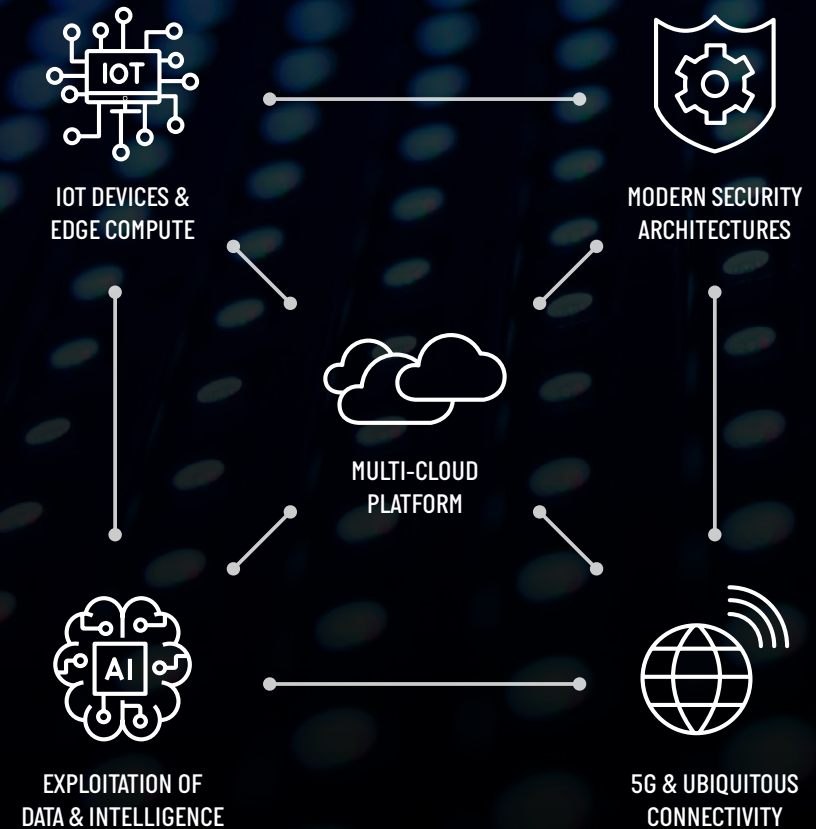 IOT
IOT DEVICES &
EDGE COMPUTE
MODERN SECURITY
ARCHITECTURES
MULTI-CLOUD
PLATFORM
AI
EXPLOITATION OF
DATA & INTELLIGENCE
5G & UBIQUITOUS
CONNECTIVITY